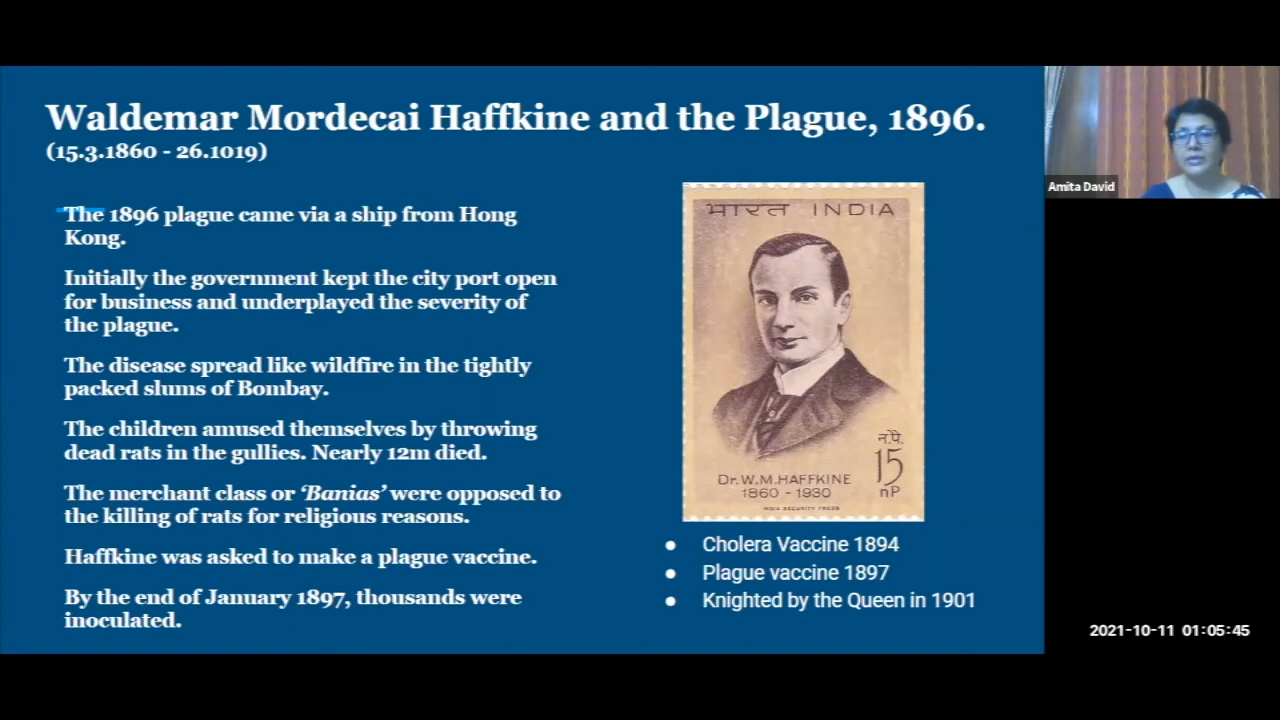 Waldemar Mordecai Haffkine and the Plague, 1896.
(15.3.1860 - 26.1019)
The 1896 plague came via a ship from Hong
Kong.
Initially the government kept the city port open
for business and underplayed the severity of
the plague.
The disease spread like wildfire in the tightly
packed slums of Bombay.
The children amused themselves by throwing
dead rats in the gullies. Nearly 12m died.
The merchant class or ‘Banias’ were opposed to
the killing of rats for religious reasons.
Haffkine was asked to make a plague vaccine.
By the end of January 1897, thousands were
inoculated.
भारत INDIA
न.पै.
15
nP
Dr. W. M. HAFFKINE
1860 - 1930
INDIA SECURITY PRESS
● Cholera Vaccine 1894
● Plague vaccine 1897
● Knighted by the Queen in 1901
Amita David
2021-10-11 01:05:45